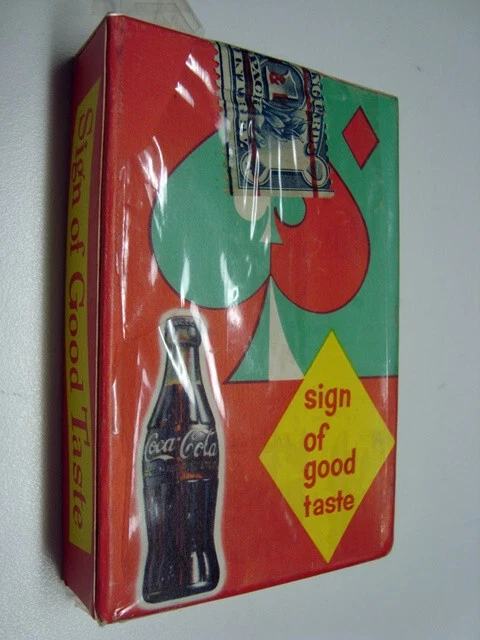 Sign of Good Taste
Coca-Cola
sign
of
good
taste